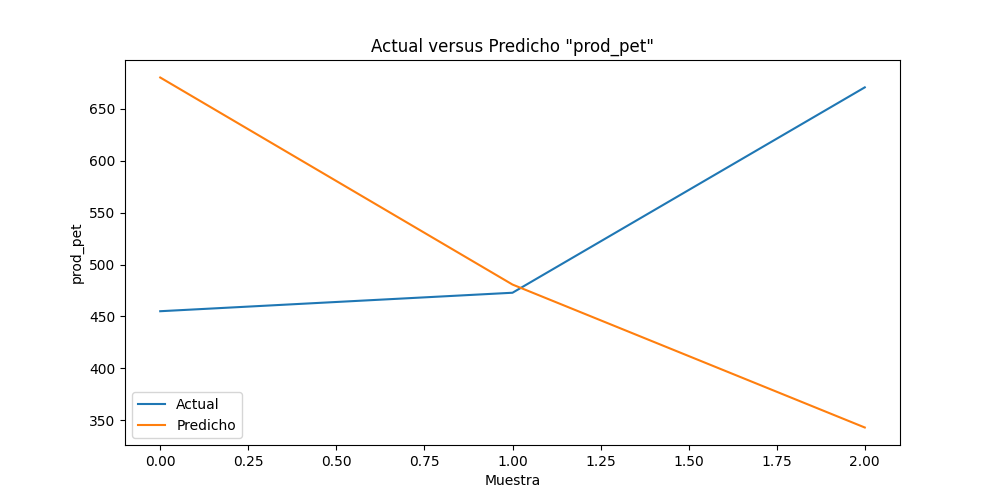 Actual versus Predicho "prod_pet"
prod_pet
650
600
550
500
450
400
350
Actual
Predicho
0.00 0.25 0.50 0.75 1.00 1.25 1.50 1.75 2.00
Muestra